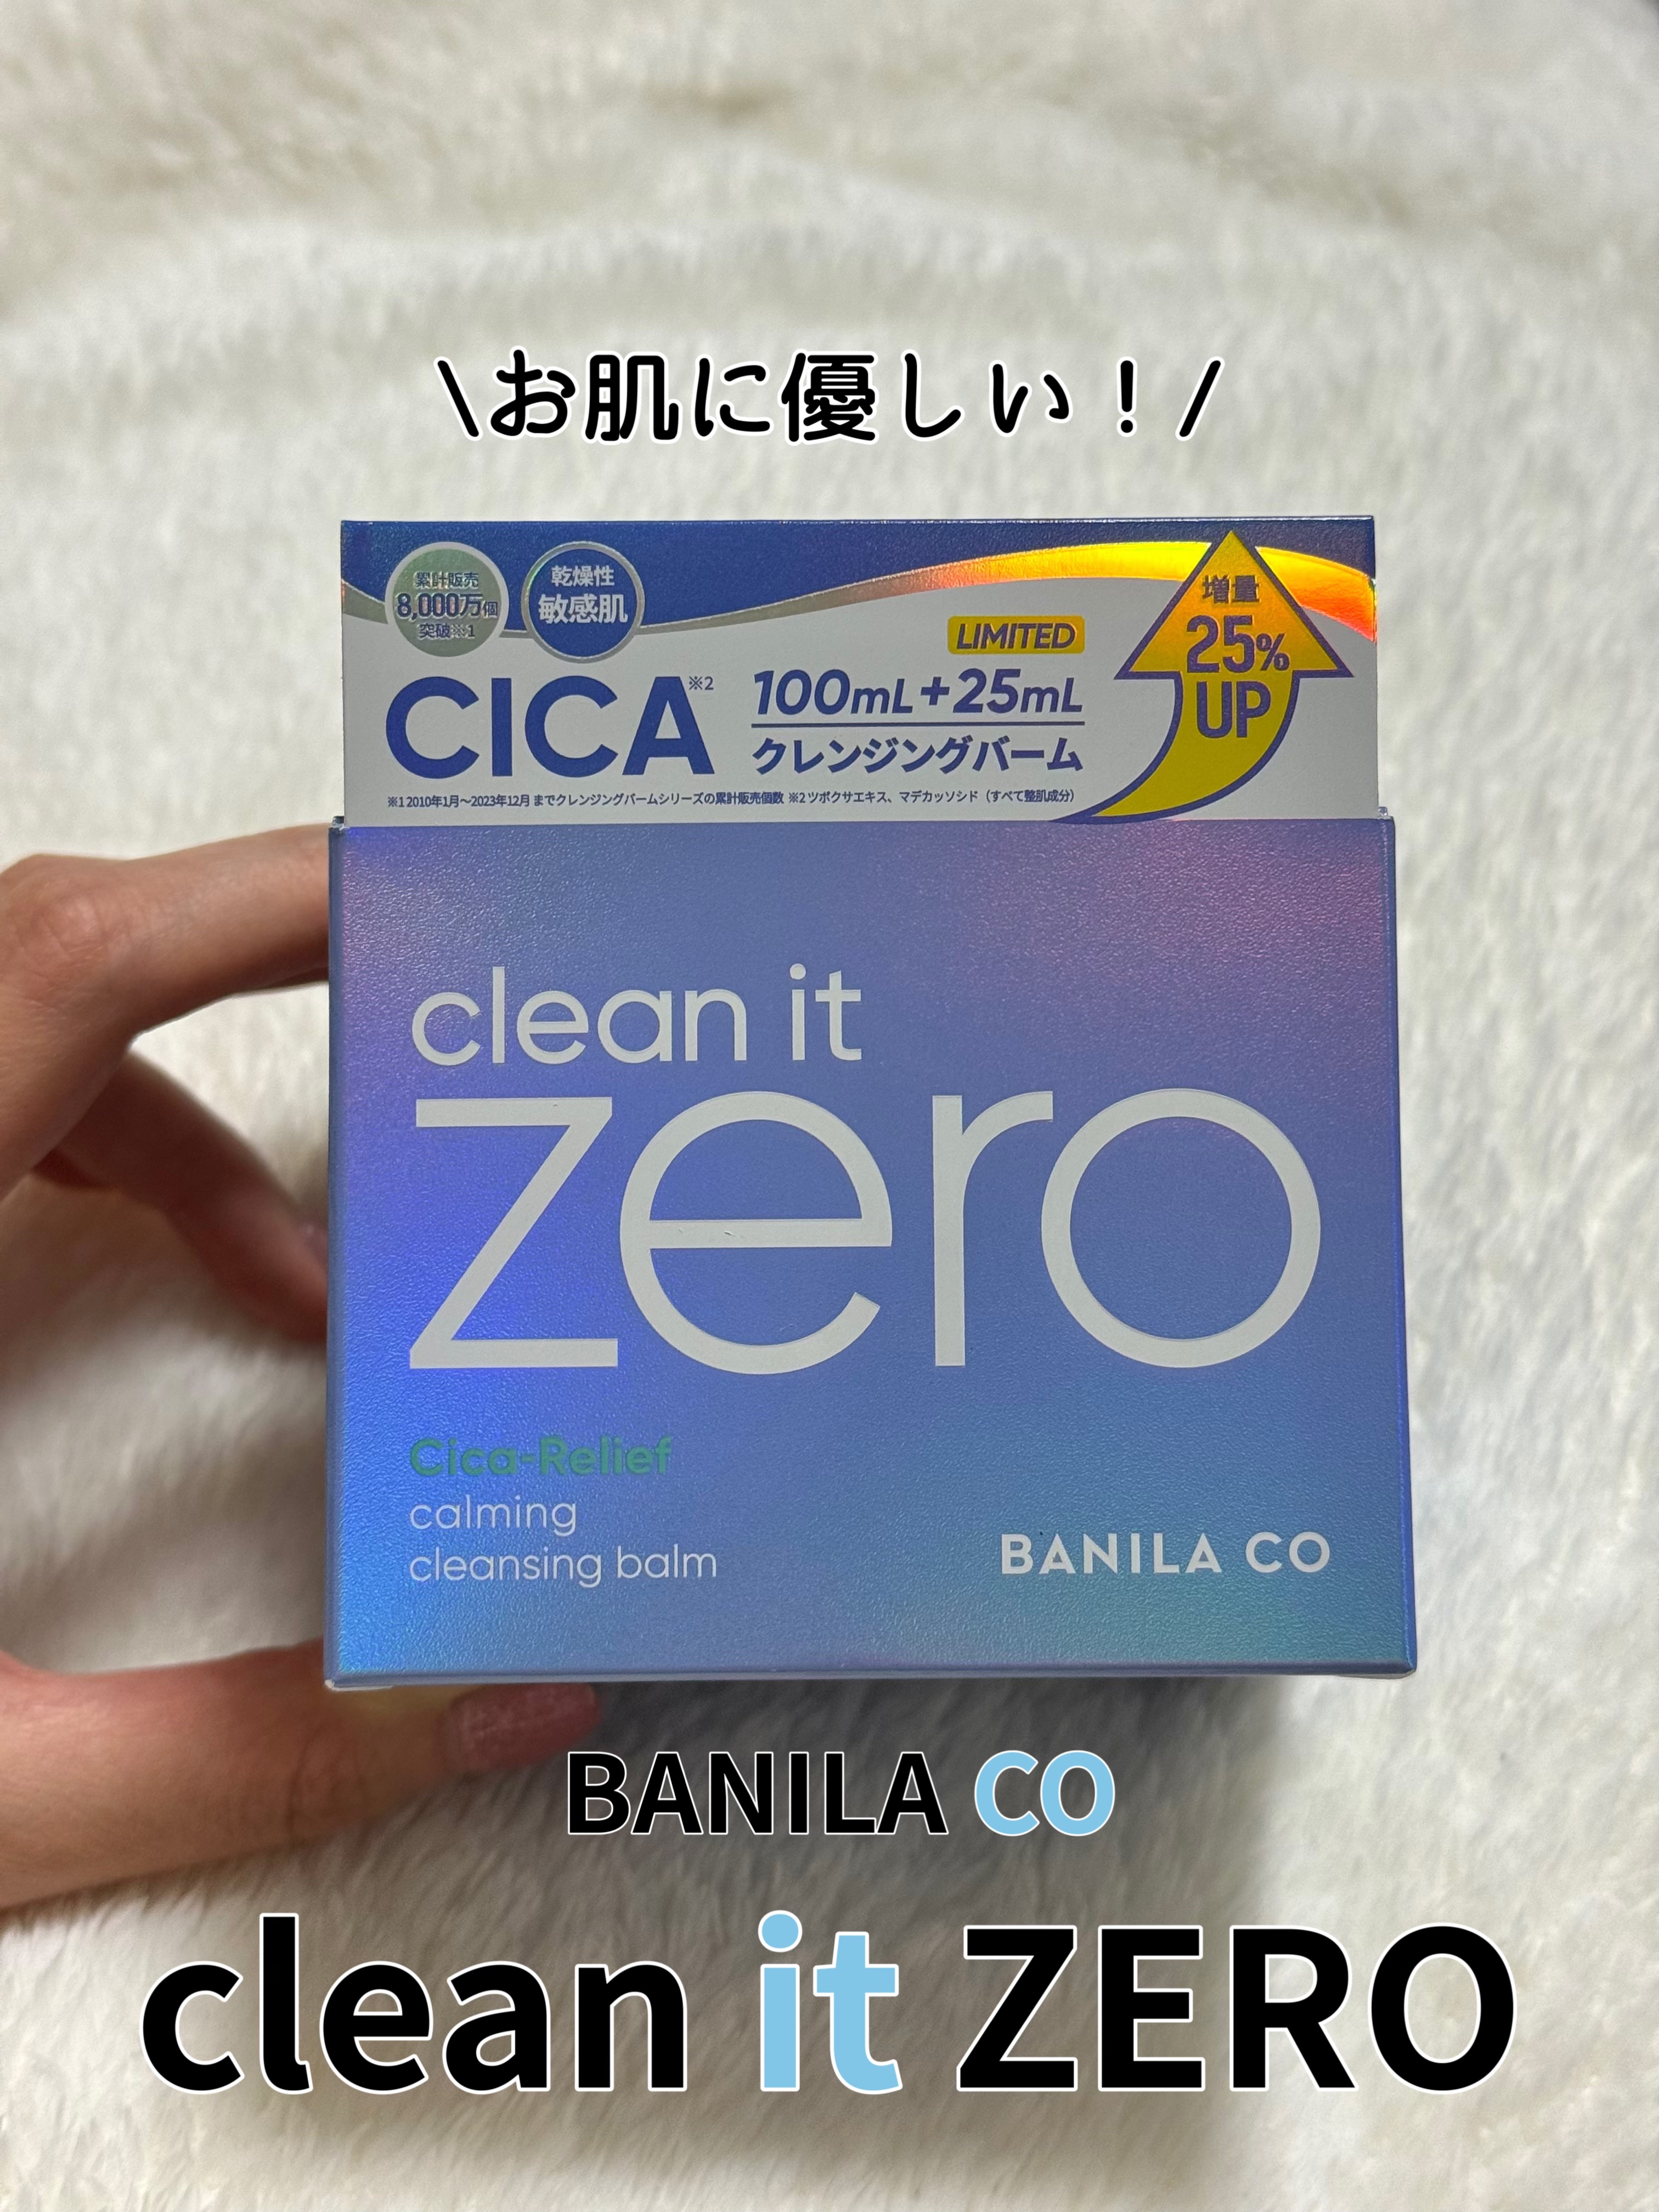 \お肌に優しい！/
累計販売
8,000万個
突破※1
乾燥性
敏感肌
CICA※2
LIMITED
100mL+25mL
クレンジングバーム
増量
25%
UP
※1 2010年1月～2023年12月 までクレンジングバームシリーズの累計販売個数 ※2 ツボクサエキス、マデカッソシド（すべて整肌成分）
clean it
zero
Cica-Relief
calming
cleansing balm
BANILA CO
BANILA CO
clean it ZERO